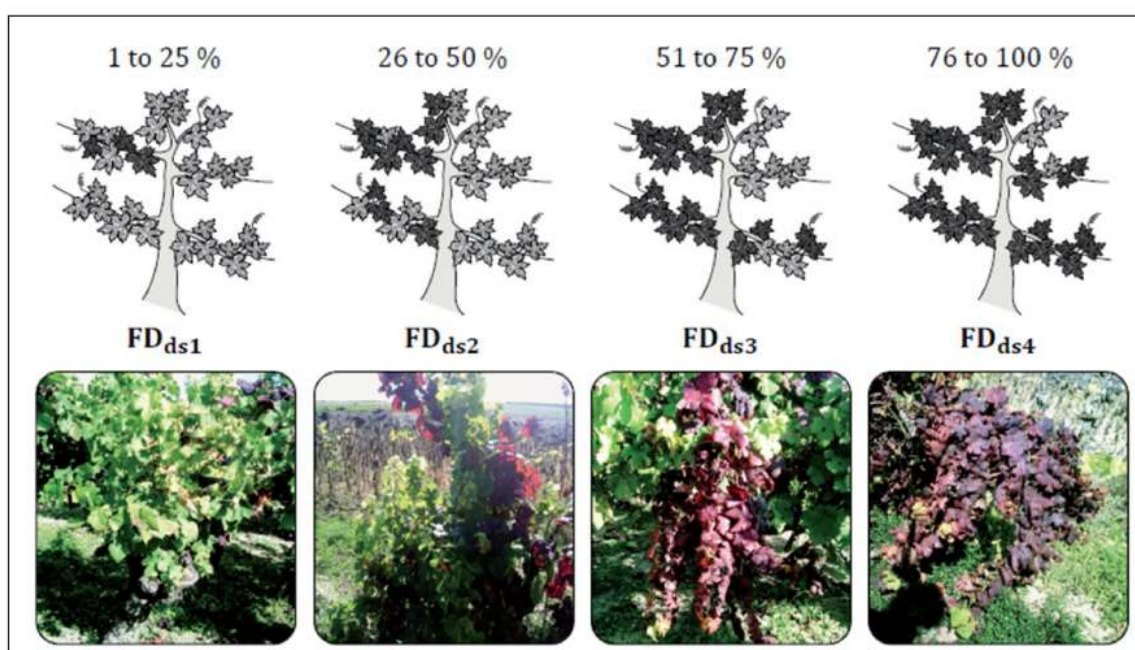 1 to 25 %
26 to 50 %
51 to 75 %
76 to 100 %
FDds1
FDds2
FDds3
FDds4